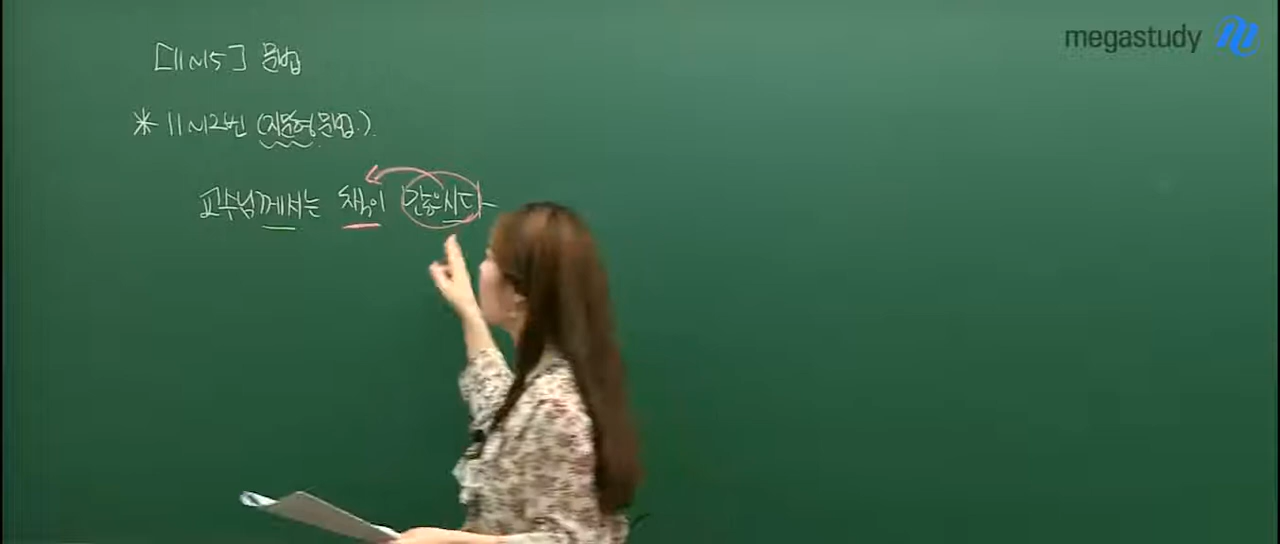 megastudy
[11~15] 문법
* 11~12번 (지문형 문법.)
교수님께서는 책이 많으시다